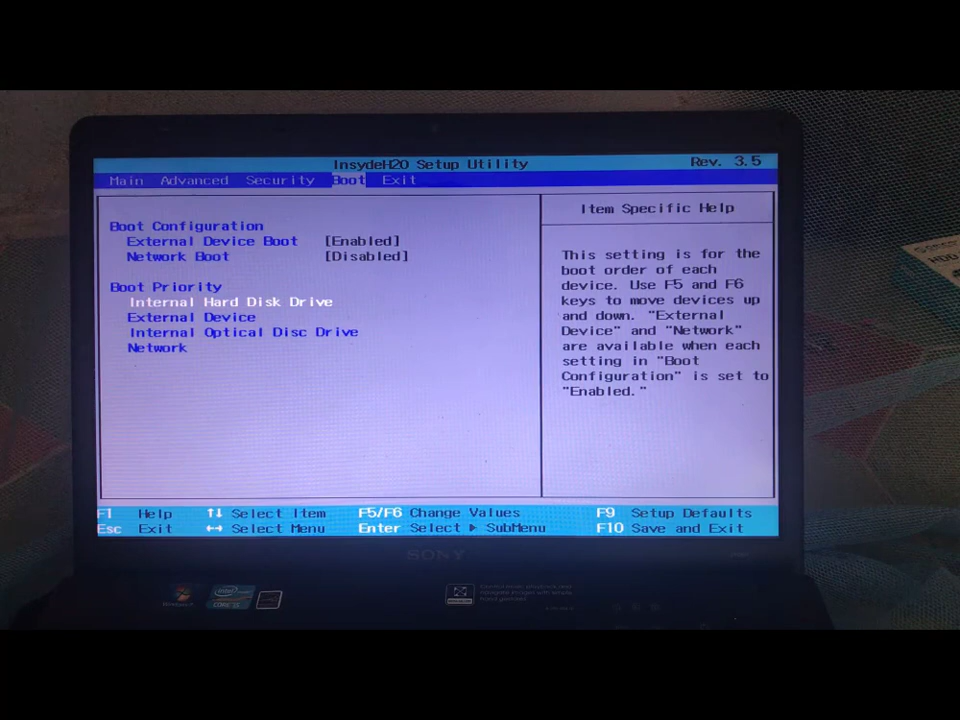 InsydeH2O Setup Utility Rev. 3.5
Main Advanced Security Boot Exit
Boot Configuration
External Device Boot [Enabled]
Network Boot [Disabled]
Boot Priority
Internal Hard Disk Drive
External Device
Internal Optical Disc Drive
Network
Item Specific Help
This setting is for the
boot order of each
device. Use F5 and F6
keys to move devices up
and down. "External
Device" and "Network"
are available when each
setting in "Boot
Configuration" is set to
"Enabled."
F1 Help ↑↓ Select Item F5/F6 Change Values F9 Setup Defaults
Esc Exit ↔ Select Menu Enter Select ▶ SubMenu F10 Save and Exit
SONY
intel
HDD